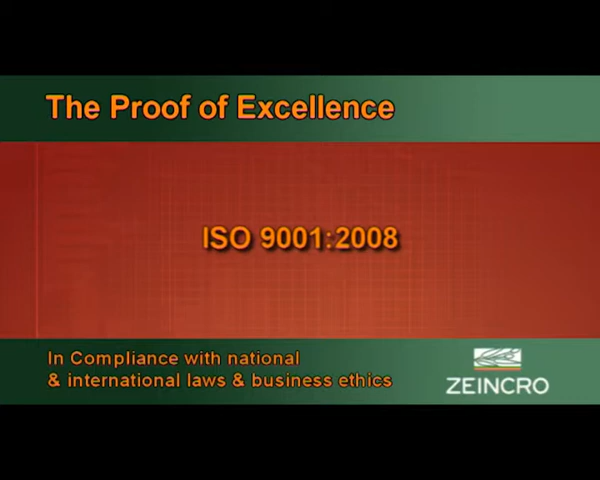 The Proof of Excellence
ISO 9001:2008
In Compliance with national
& international laws & business ethics
ZEINCRO